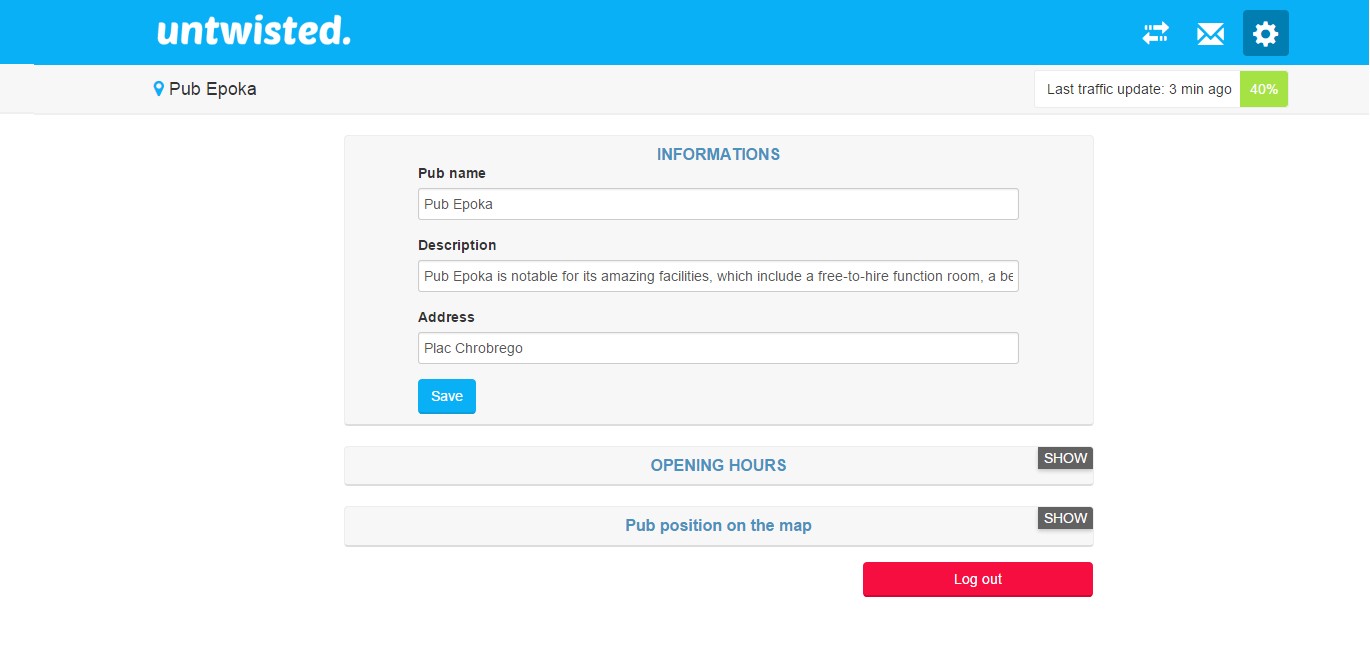 untwisted.
Pub Epoka
Last traffic update: 3 min ago 40%
INFORMATIONS
Pub name
Pub Epoka
Description
Pub Epoka is notable for its amazing facilities, which include a free-to-hire function room, a be
Address
Plac Chrobrego
Save
OPENING HOURS
SHOW
Pub position on the map
SHOW
Log out